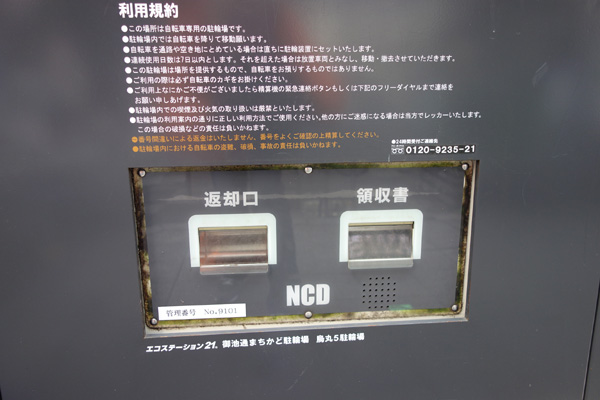 利用規約
●この場所は自転車専用の駐輪場です。
●駐輪場内では自転車を降りて移動願います。
●自転車を通路や空き地にとめている場合は直ちに駐輪装置にセットいたします。
●連続使用日数は7日以内とします。それを超えた場合は放置車両とみなし、移動・撤去させていただきます。
●この駐輪場は場所を提供するもので、自転車をお預りするものではありません。
●ご利用の際は必ず自転車のカギをお掛けください。
●ご利用上なにかご不便がございましたら精算機の緊急連絡ボタンもしくは下記のフリーダイヤルまで連絡を
お願い申しあげます。
●駐輪場内での喫煙及び火気の取り扱いは厳禁といたします。
●駐輪場の利用案内の通りに正しい利用方法でご使用ください。他の方にご迷惑になる場合は当方でレッカーいたします。
この場合の破損などの責任は負いかねます。
●番号間違いによる返金はいたしません。番号をよくご確認の上精算してください。
●駐輪場内における自転車の盗難、破損、事故の責任は負いかねます。
●24時間受付ご連絡先
0120-9235-21
返却口
領収書
NCD
管理番号 No.9101
エコステーション21. 御池通まちかど駐輪場 烏丸5駐輪場